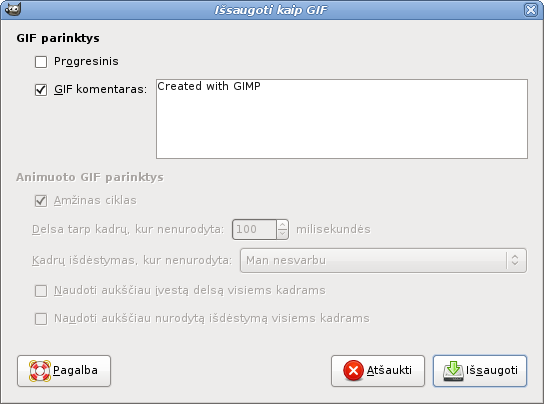 Išsaugoti kaip GIF
GIF parinktys
Progresinis
GIF komentaras:
Created with GIMP
Animuoto GIF parinktys
Amžinas ciklas
Delsa tarp kadrų, kur nenurodyta: 100 milisekundės
Kadrų išdėstymas, kur nenurodyta: Man nesvarbu
Naudoti aukščiau įvestą delsą visiems kadrams
Naudoti aukščiau nurodytą išdėstymą visiems kadrams
Pagalba Atšaukti Išsaugoti